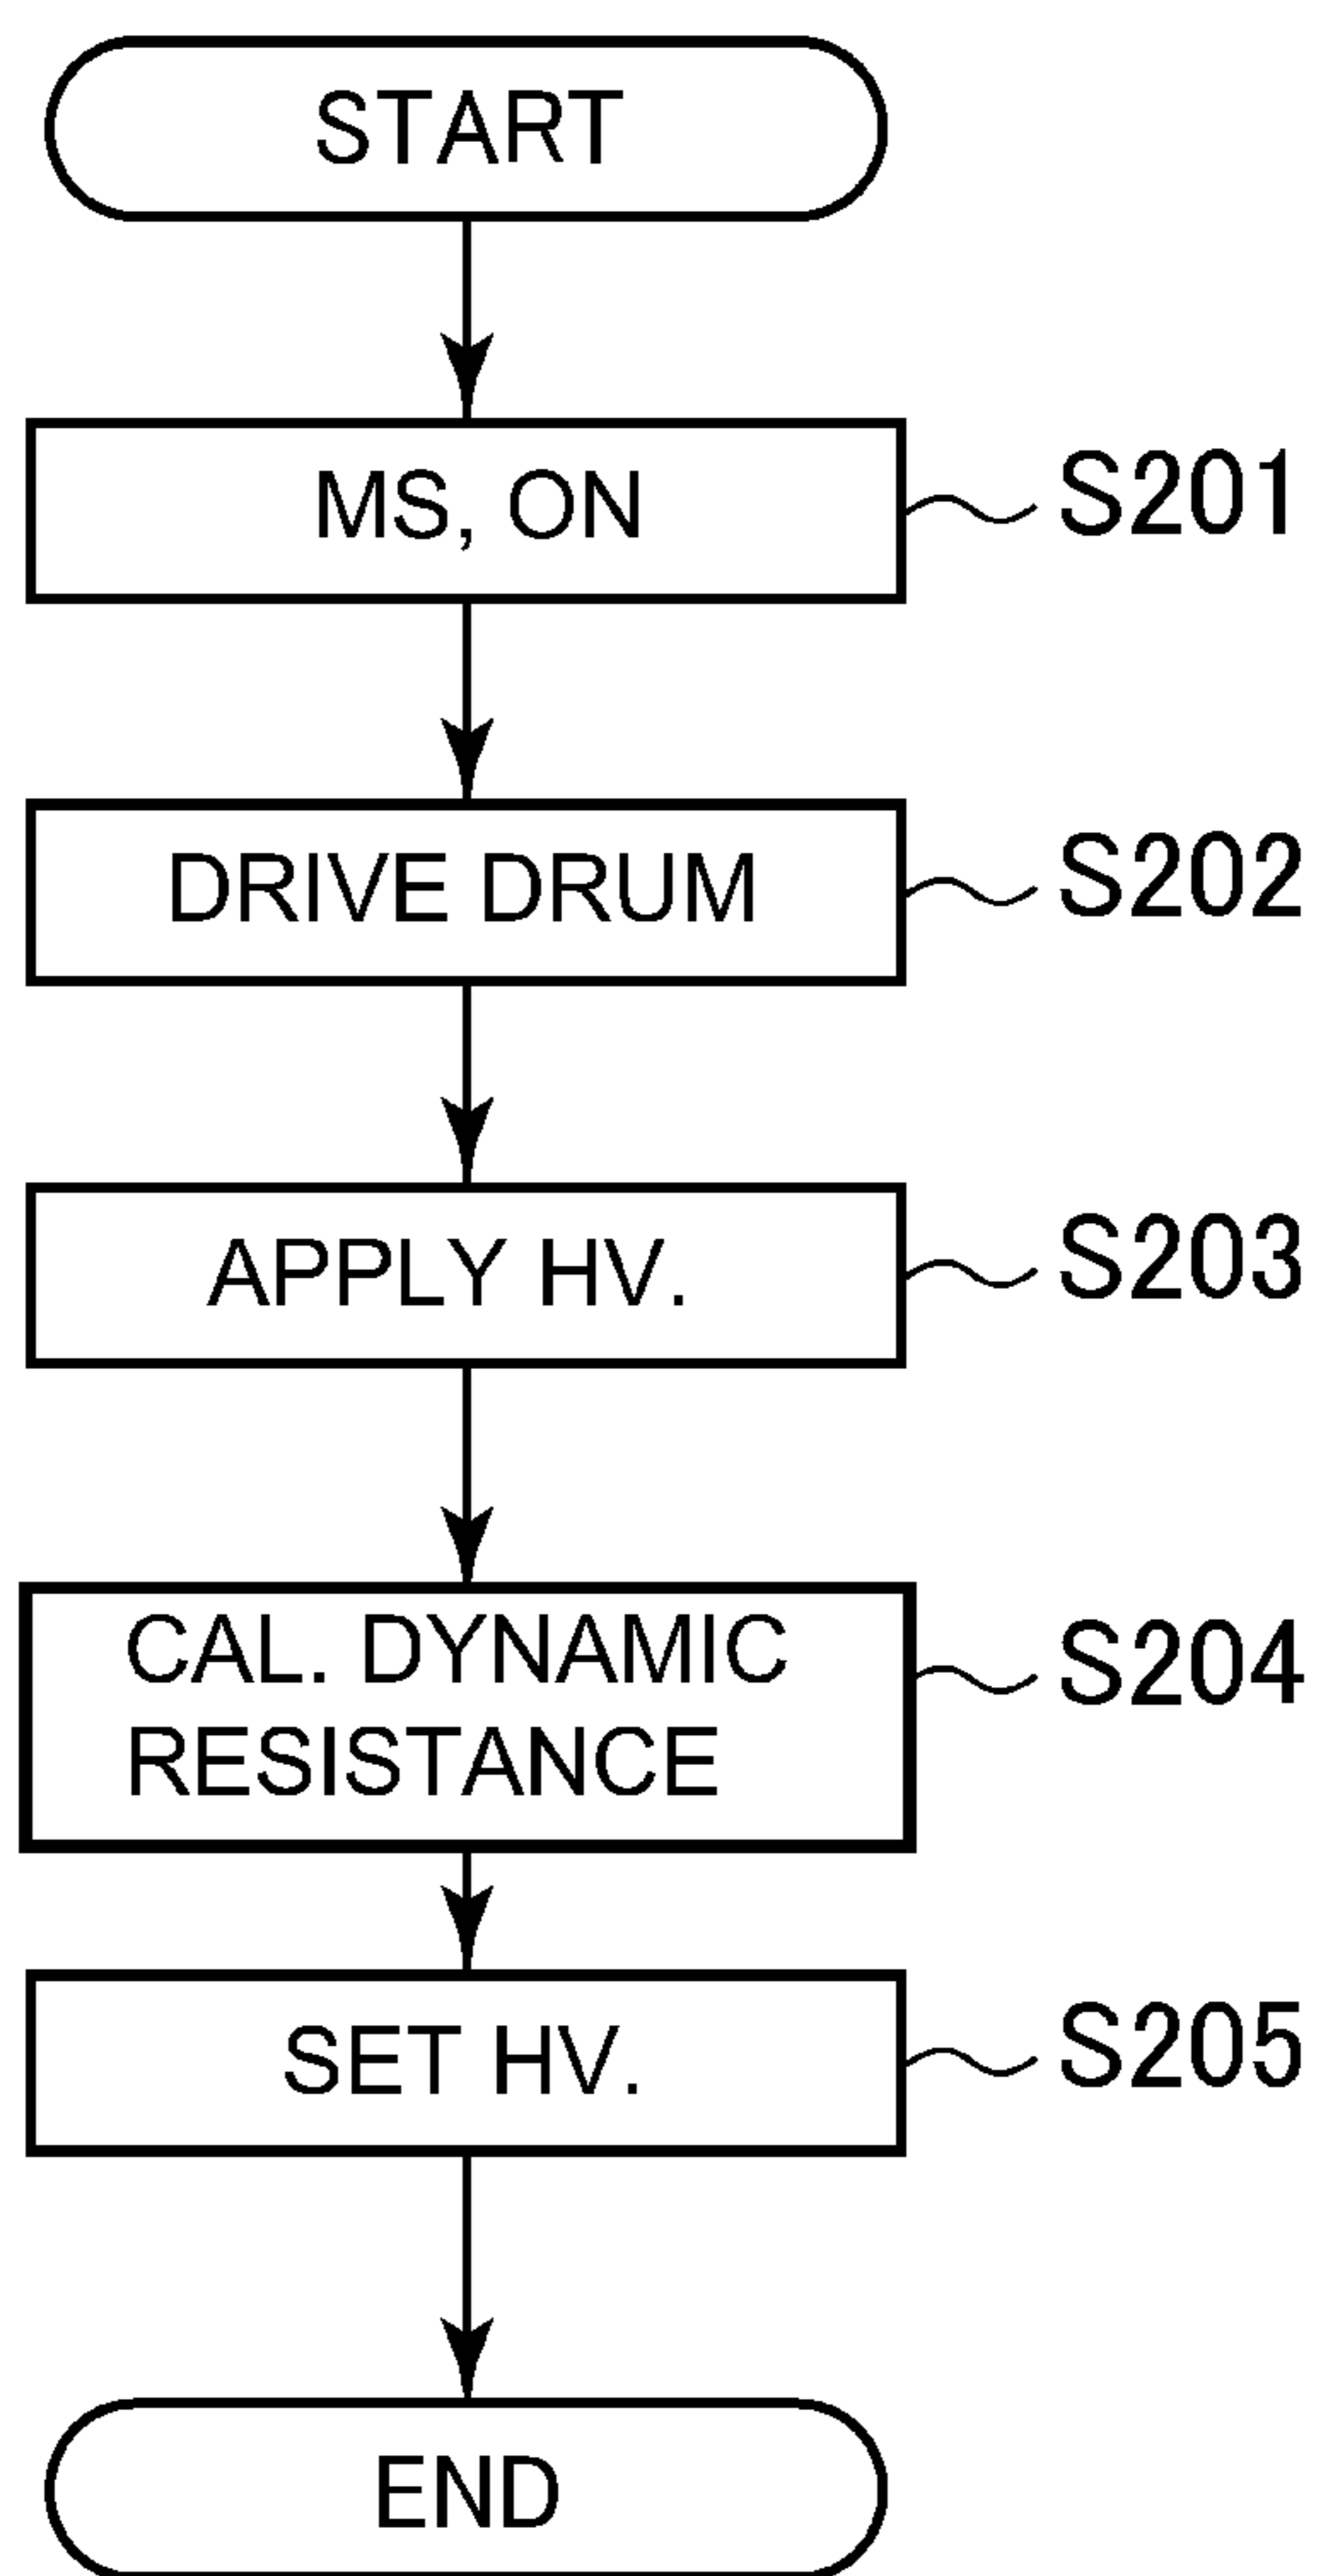 START
MS, ON
S201
DRIVE DRUM
S202
APPLY HV.
S203
CAL. DYNAMIC
RESISTANCE
S204
SET HV.
S205
END